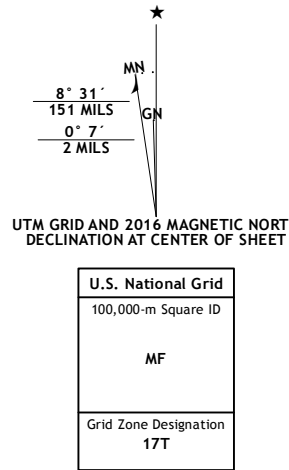 ★
MN
GN
8° 31´
151 MILS
0° 7´
2 MILS
UTM GRID AND 2016 MAGNETIC NORT
DECLINATION AT CENTER OF SHEET
U.S. National Grid
100,000-m Square ID
MF
Grid Zone Designation
17T